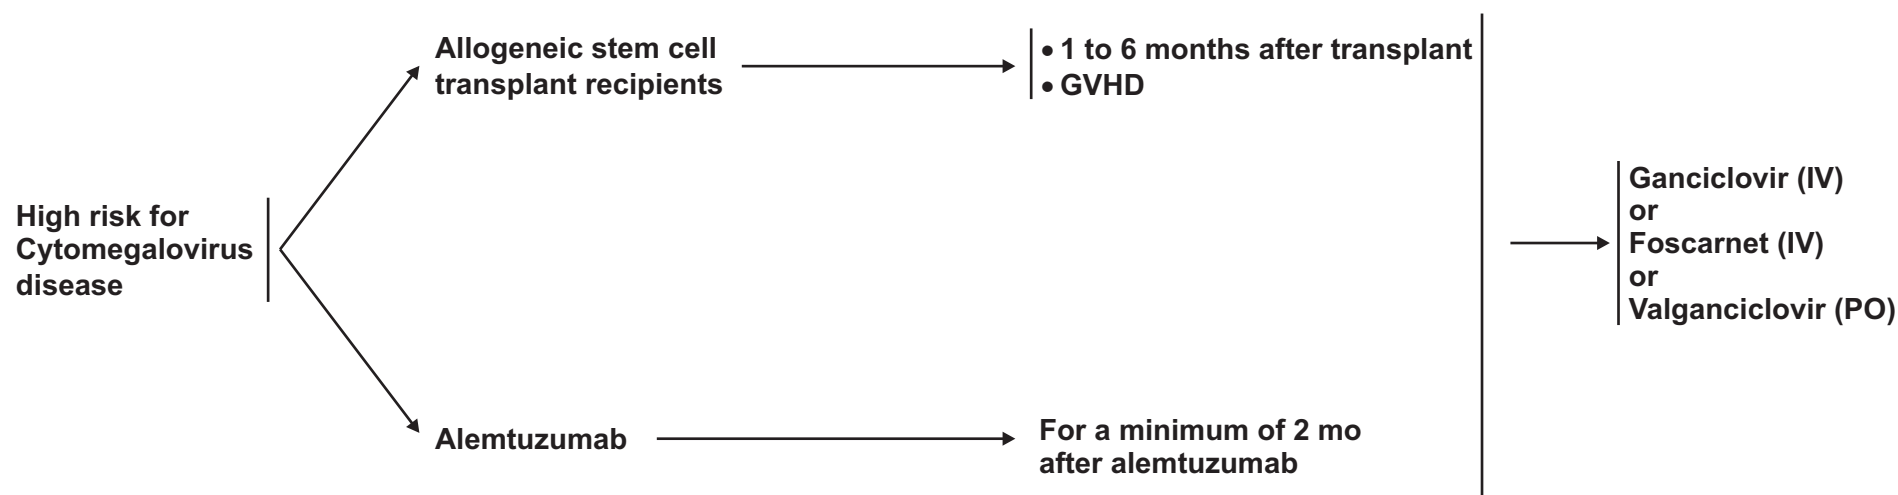 High risk for
Cytomegalovirus
disease
Allogeneic stem cell
transplant recipients
• 1 to 6 months after transplant
• GVHD
Alemtuzumab
For a minimum of 2 mo
after alemtuzumab
Ganciclovir (IV)
or
Foscarnet (IV)
or
Valganciclovir (PO)